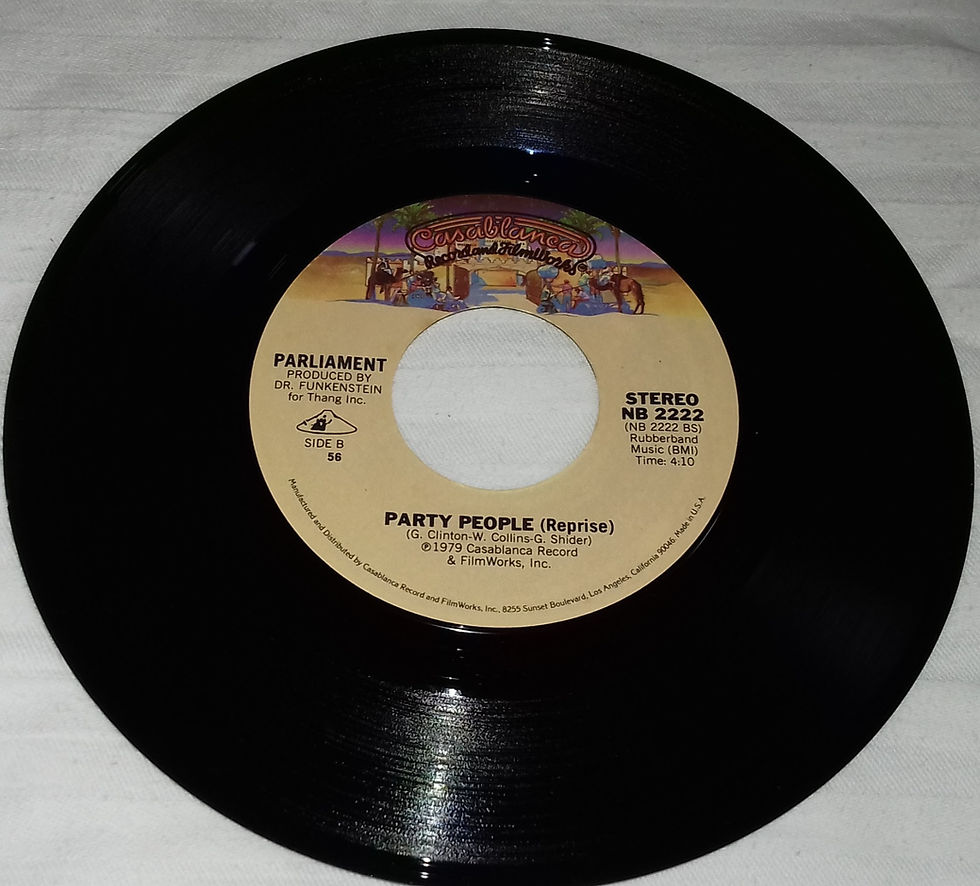 Casablanca
Record and FilmWorks
PARLIAMENT
PRODUCED BY
DR. FUNKENSTEIN
for Thang Inc.
SIDE B
56
STEREO
NB 2222
(NB 2222 BS)
Rubberband
Music (BMI)
Time: 4:10
PARTY PEOPLE (Reprise)
(G. Clinton-W. Collins-G. Shider)
℗1979 Casablanca Record
& FilmWorks, Inc.
Manufactured and Distributed by Casablanca Record and FilmWorks, Inc., 8255 Sunset Boulevard, Los Angeles, California 90046. Made in U.S.A.